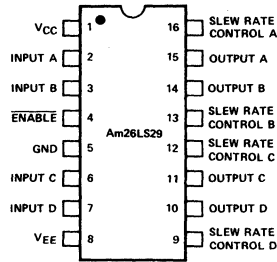 VCC 1 16 SLEW RATE CONTROL A
INPUT A 2 15 OUTPUT A
INPUT B 3 14 OUTPUT B
ENABLE 4 13 SLEW RATE CONTROL B
Am26LS29
GND 5 12 SLEW RATE CONTROL C
INPUT C 6 11 OUTPUT C
INPUT D 7 10 OUTPUT D
VEE 8 9 SLEW RATE CONTROL D